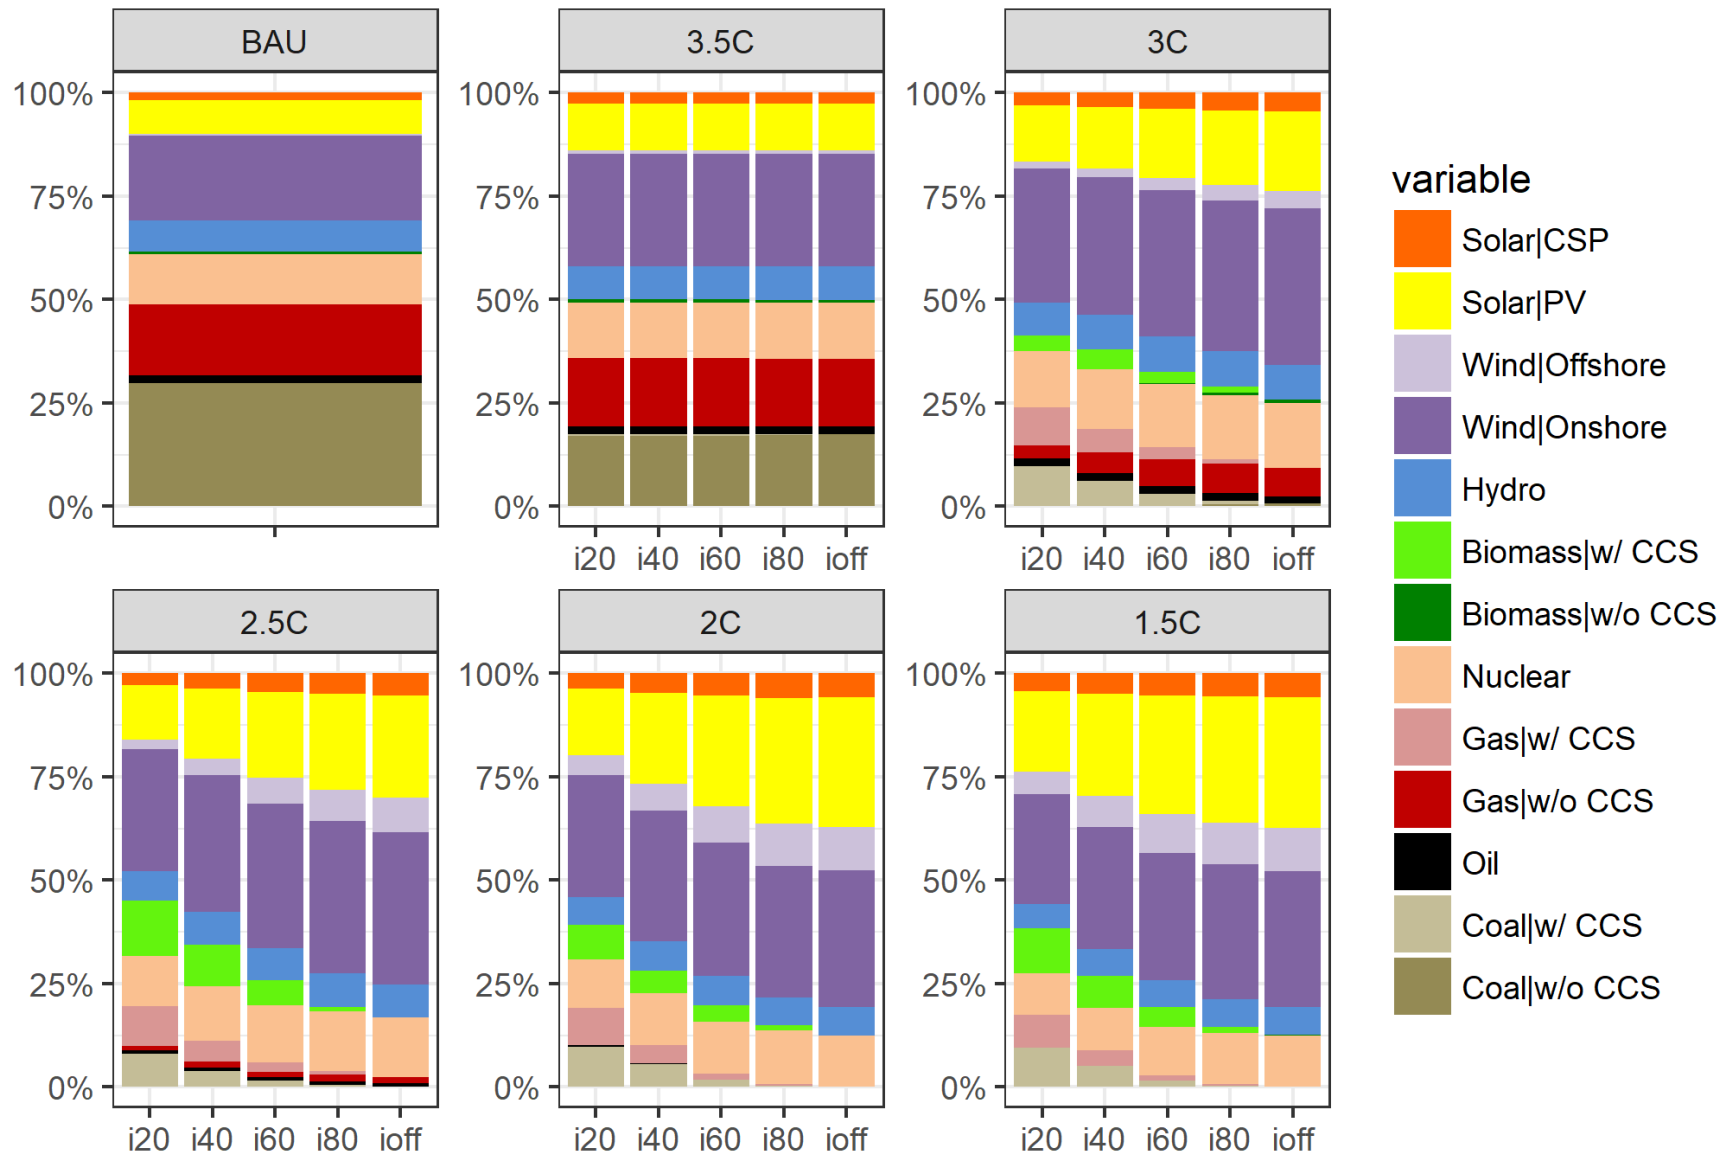 BAU
3.5C
3C
100%
75%
50%
25%
0%
100%
75%
50%
25%
0%
i20 i40 i60 i80 ioff
100%
75%
50%
25%
0%
i20 i40 i60 i80 ioff
2.5C
2C
1.5C
100%
75%
50%
25%
0%
i20 i40 i60 i80 ioff
100%
75%
50%
25%
0%
i20 i40 i60 i80 ioff
100%
75%
50%
25%
0%
i20 i40 i60 i80 ioff
variable
Solar|CSP
Solar|PV
Wind|Offshore
Wind|Onshore
Hydro
Biomass|w/ CCS
Biomass|w/o CCS
Nuclear
Gas|w/ CCS
Gas|w/o CCS
Oil
Coal|w/ CCS
Coal|w/o CCS